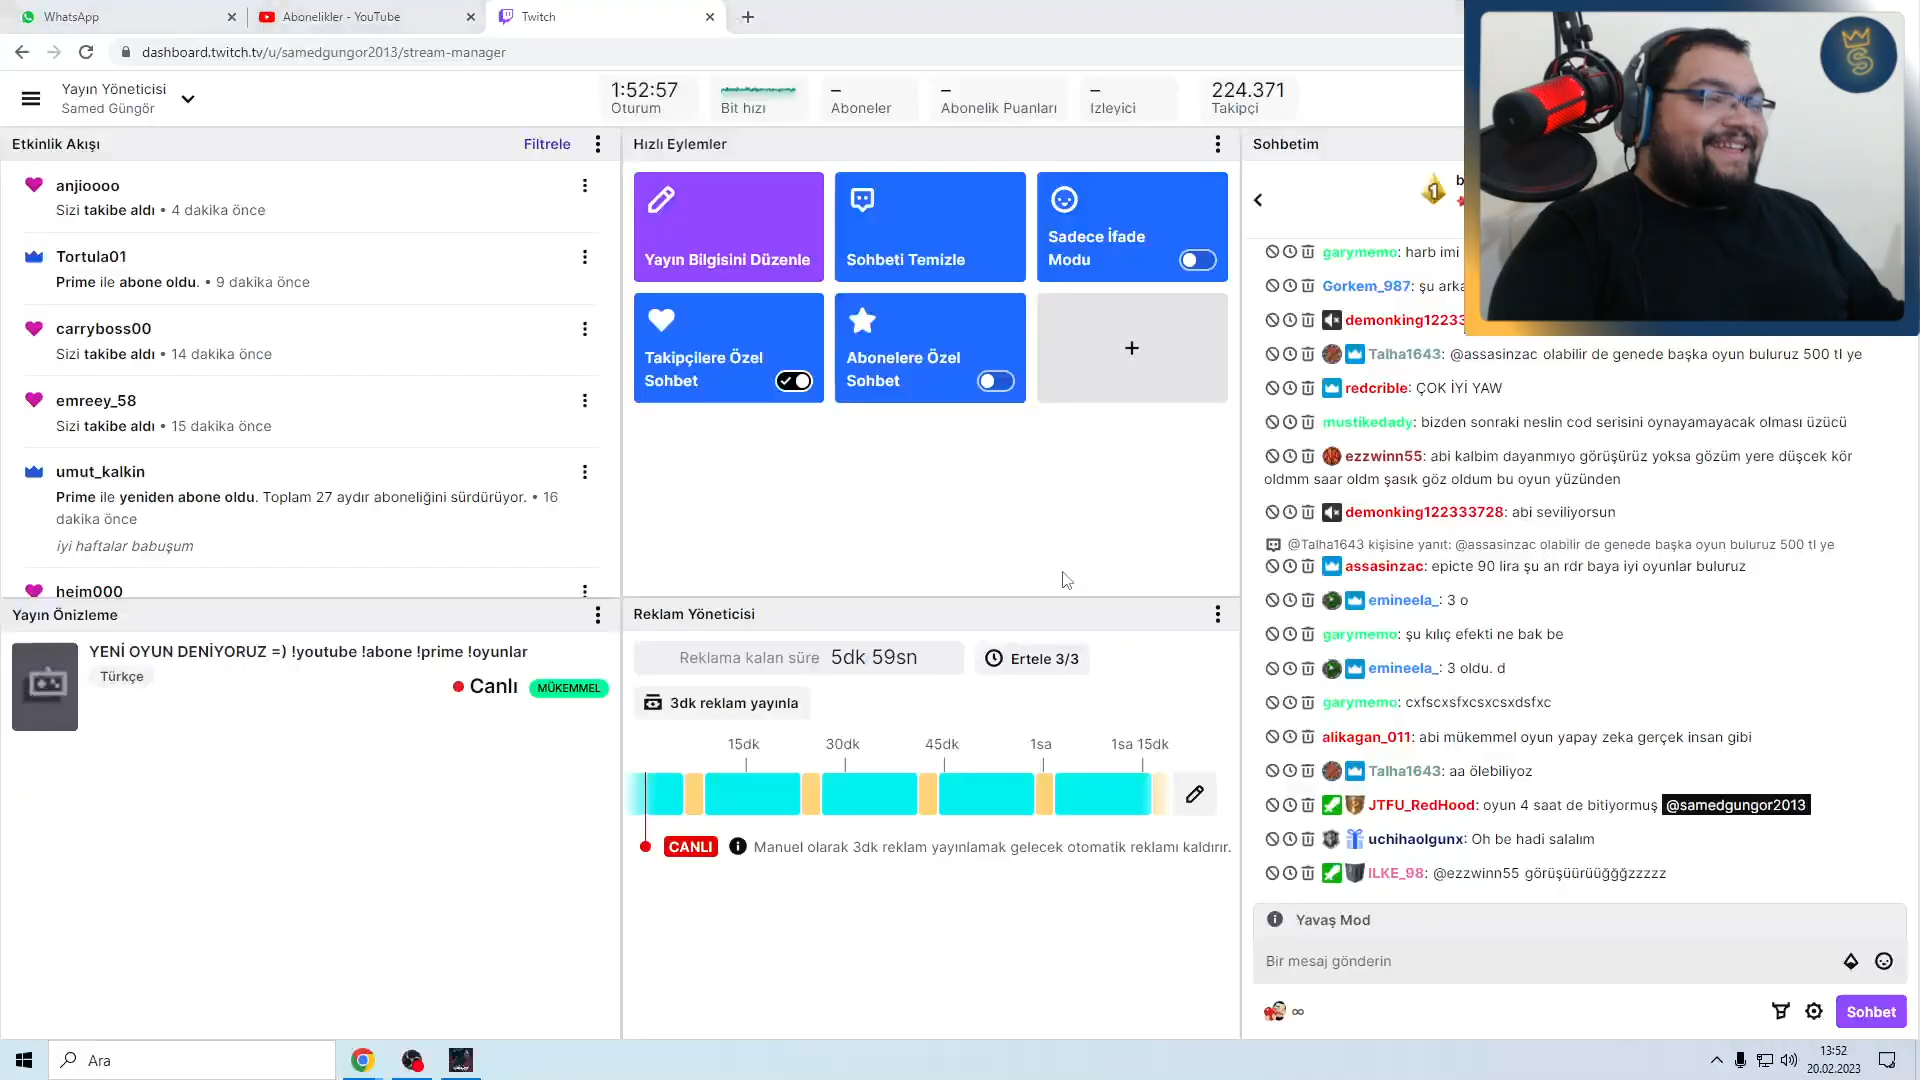 WhatsApp
Abonelikler - YouTube
Twitch
dashboard.twitch.tv/u/samedgungor2013/stream-manager
Yayın Yöneticisi
Samed Güngör
1:52:57
Oturum
Bit hızı
–
Aboneler
–
Abonelik Puanları
–
İzleyici
224.371
Takipçi
Etkinlik Akışı
Filtrele
anjioooo
Sizi takibe aldı • 4 dakika önce
Tortula01
Prime ile abone oldu. • 9 dakika önce
carryboss00
Sizi takibe aldı • 14 dakika önce
emreey_58
Sizi takibe aldı • 15 dakika önce
umut_kalkin
Prime ile yeniden abone oldu. Toplam 27 aydır aboneliğini sürdürüyor. • 16
dakika önce
iyi haftalar babuşum
heim000
Yayın Önizleme
YENİ OYUN DENİYORUZ =) !youtube !abone !prime !oyunlar
Türkçe
Canlı
MÜKEMMEL
Hızlı Eylemler
Yayın Bilgisini Düzenle
Sohbeti Temizle
Sadece İfade
Modu
Takipçilere Özel
Sohbet
Abonelere Özel
Sohbet
+
Reklam Yöneticisi
Reklama kalan süre 5dk 59sn
Ertele 3/3
3dk reklam yayınla
15dk 30dk 45dk 1sa 1sa 15dk
CANLI
Manuel olarak 3dk reklam yayınlamak gelecek otomatik reklamı kaldırır.
Sohbetim
1
b
garymemo: harb imi
Gorkem_987: şu arka
demonking12233
Talha1643: @assasinzac olabilir de genede başka oyun buluruz 500 tl ye
redcrible: ÇOK İYİ YAW
mustikedady: bizden sonraki neslin cod serisini oynayamayacak olması üzücü
ezzwinn55: abi kalbim dayanmıyo görüşürüz yoksa gözüm yere düşcek kör
oldmm saar oldm şasık göz oldum bu oyun yüzünden
demonking122333728: abi seviliyorsun
@Talha1643 kişisine yanıt: @assasinzac olabilir de genede başka oyun buluruz 500 tl ye
assasinzac: epicte 90 lira şu an rdr baya iyi oyunlar buluruz
emineela_: 3 o
garymemo: şu kılıç efekti ne bak be
emineela_: 3 oldu. d
garymemo: cxfscxsfxcsxcsxdsfxc
alikagan_011: abi mükemmel oyun yapay zeka gerçek insan gibi
Talha1643: aa ölebiliyoz
JTFU_RedHood: oyun 4 saat de bitiyormuş @samedgungor2013
uchihaolgunx: Oh be hadi salalım
ILKE_98: @ezzwinn55 görüşüürüüğğğzzzzz
Yavaş Mod
Bir mesaj gönderin
∞
Sohbet
Ara
13:52
20.02.2023